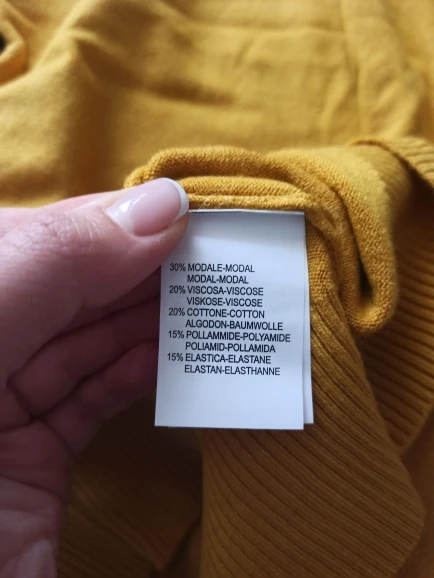 30% MODALE-MODAL
MODAL-MODAL
20% VISCOSA-VISCOSE
VISKOSE-VISCOSE
20% COTTONE-COTTON
ALGODON-BAUMWOLLE
15% POLLAMMIDE-POLYAMIDE
POLIAMID-POLLAMIDA
15% ELASTICA-ELASTANE
ELASTAN-ELASTHANNE